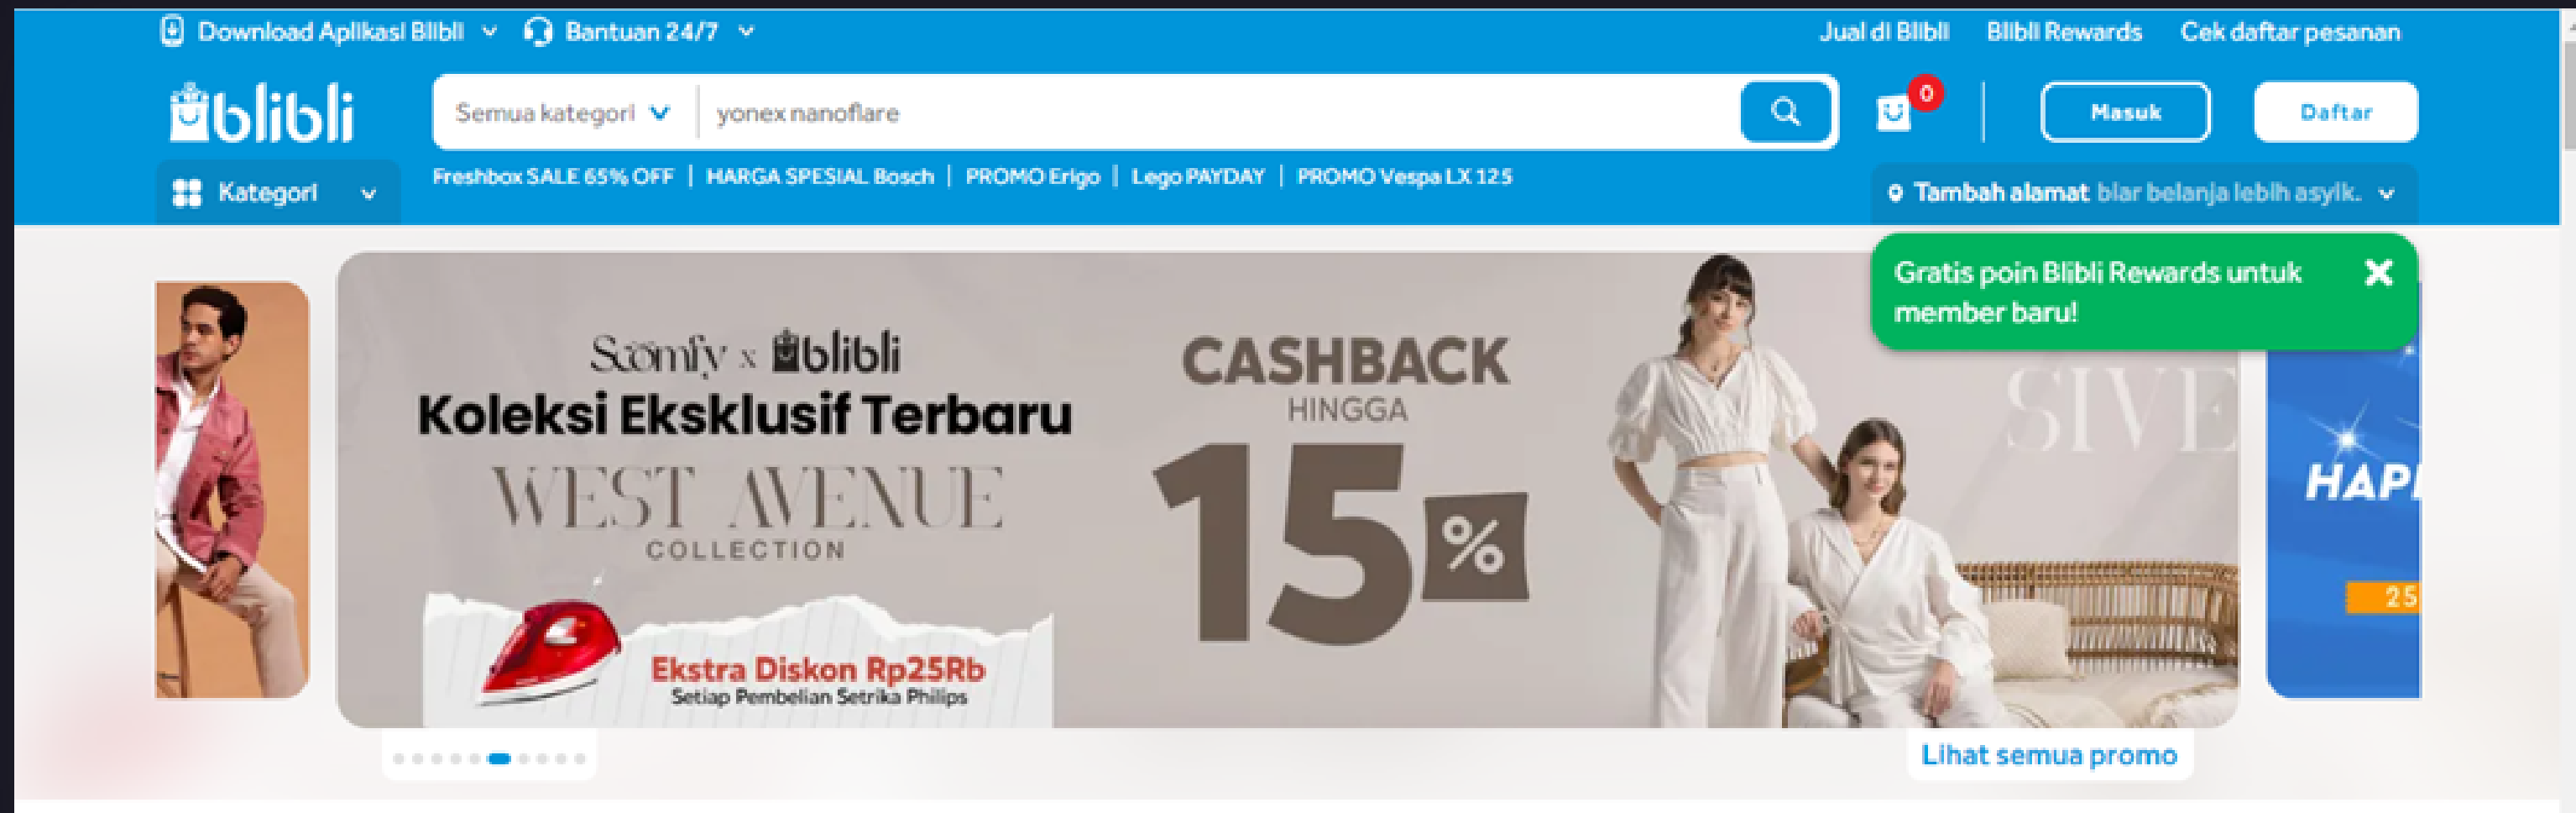 Download Aplikasi Blibli
Bantuan 24/7
Jual di Blibli
Blibli Rewards
Cek daftar pesanan
blibli
Semua kategori
yonex nanoflare
0
Masuk
Daftar
Kategori
Freshbox SALE 65% OFF | HARGA SPESIAL Bosch | PROMO Erigo | Lego PAYDAY | PROMO Vespa LX 125
Tambah alamat biar belanja lebih asyik.
Gratis poin Blibli Rewards untuk
member baru!
Soomfy x blibli
Koleksi Eksklusif Terbaru
WEST AVENUE
COLLECTION
Ekstra Diskon Rp25Rb
Setiap Pembelian Setrika Philips
CASHBACK
HINGGA
15%
SIVE
HAPP
25
Lihat semua promo